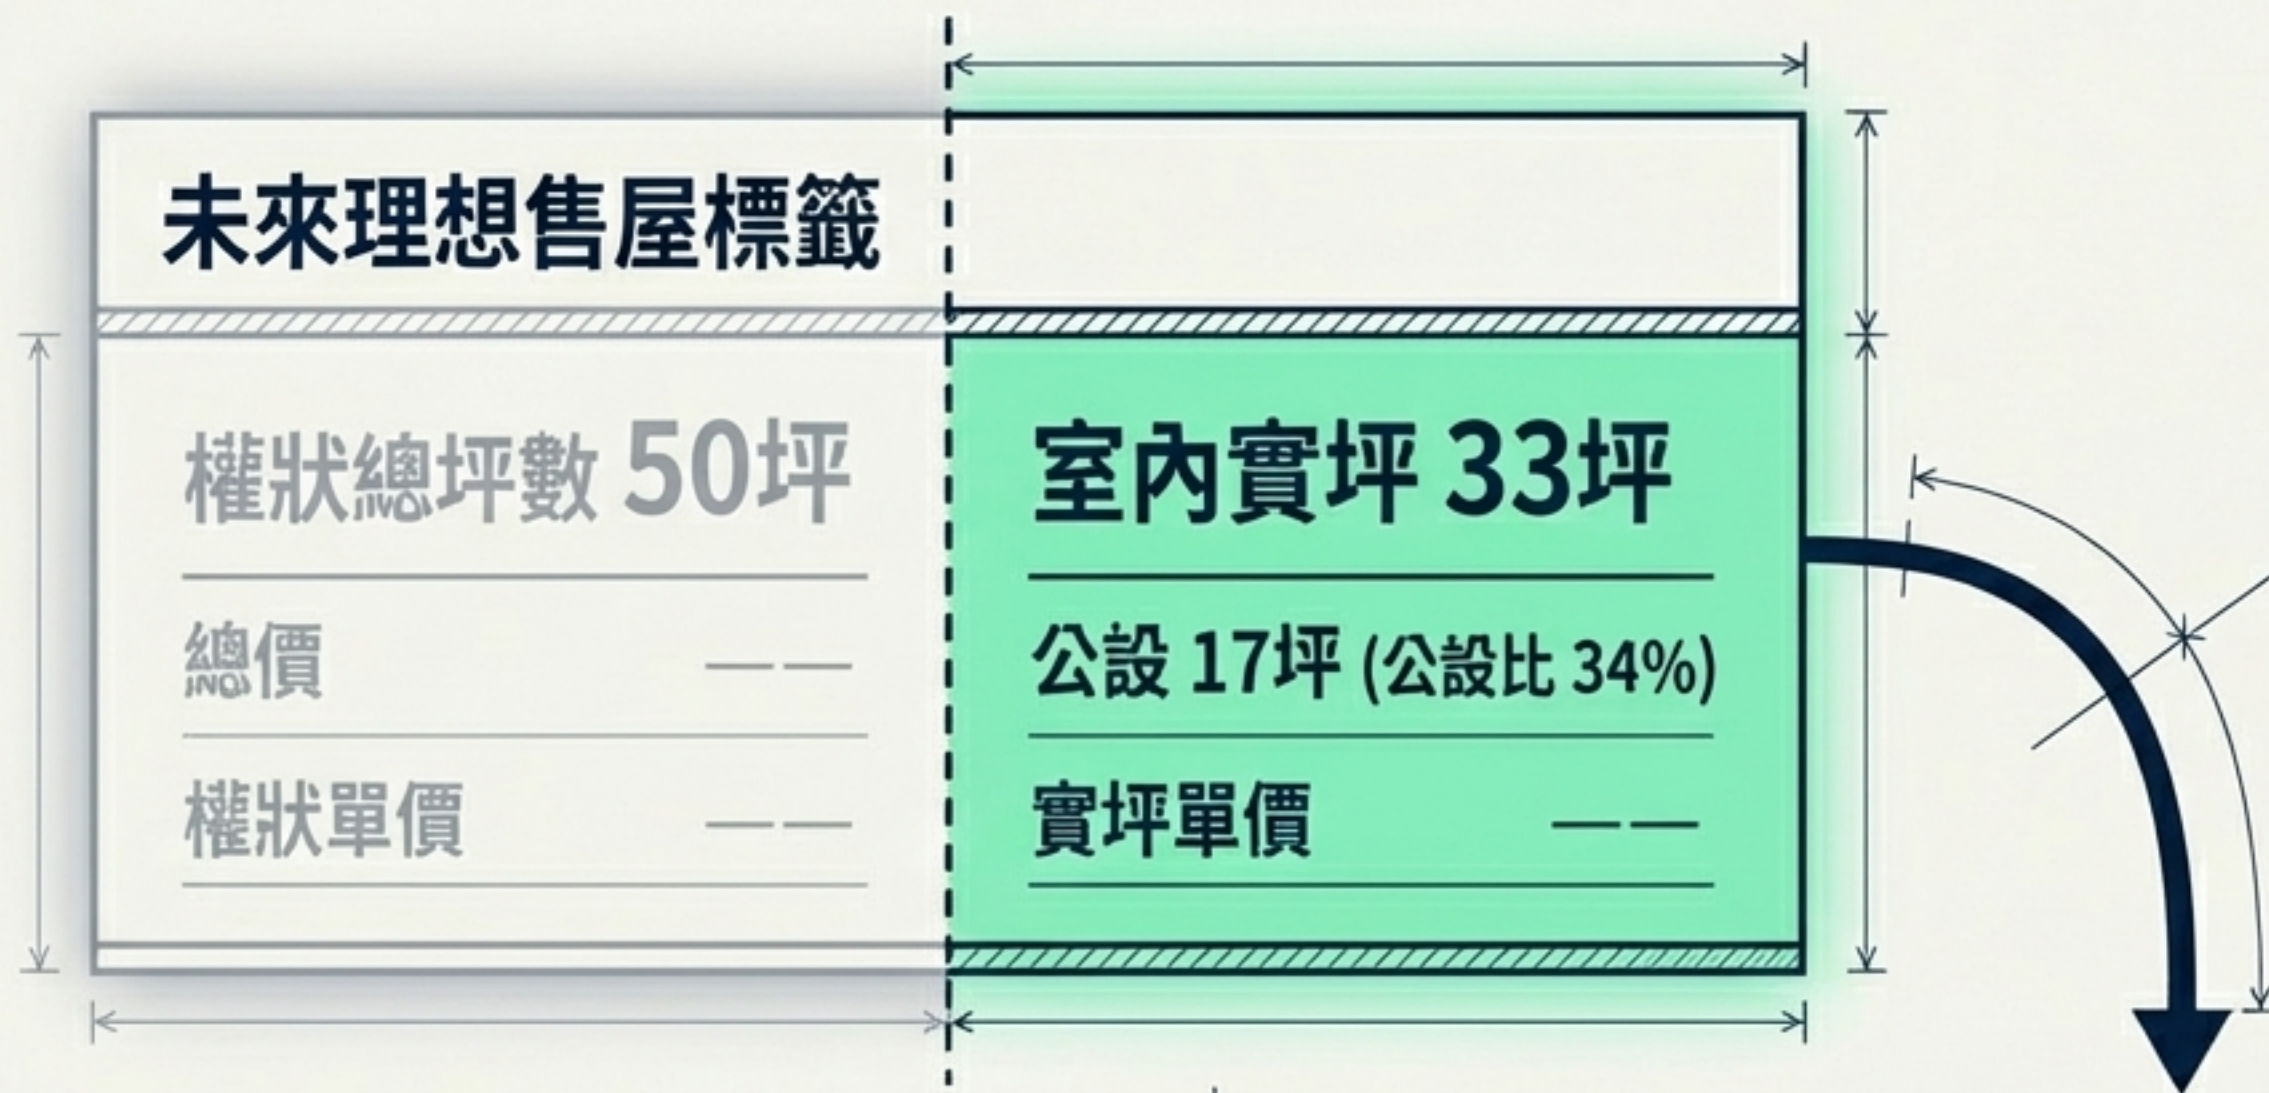 未來理想售屋標籤
權狀總坪數 50坪
總價 ——
權狀單價 ——
室內實坪 33坪
公設 17坪 (公設比 34%)
實坪單價 ——